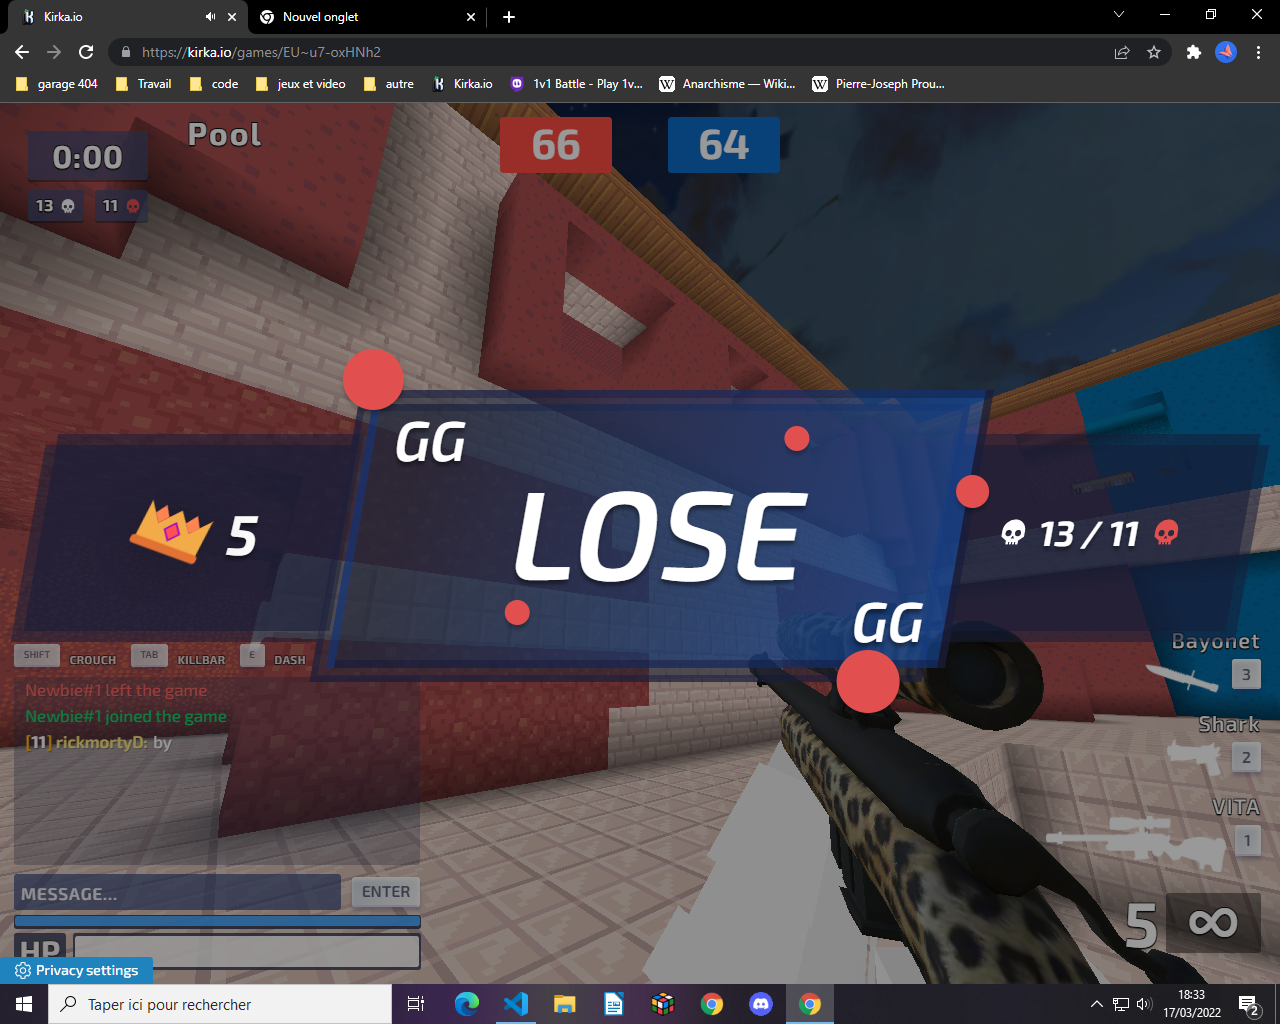 Kirka.io
Nouvel onglet
https://kirka.io/games/EU~u7-oxHNh2
garage 404
Travail
code
jeux et video
autre
Kirka.io
1v1 Battle - Play 1v...
Anarchisme — Wiki...
Pierre-Joseph Prou...
0:00
Pool
66
64
13
11
GG
LOSE
GG
5
13 / 11
SHIFT CROUCH TAB KILLBAR E DASH
Newbie#1 left the game
Newbie#1 joined the game
[11] rickmortyD: by
MESSAGE...
ENTER
HP
Privacy settings
Bayonet
3
Shark
2
VITA
1
5
∞
Taper ici pour rechercher
18:33
17/03/2022
2